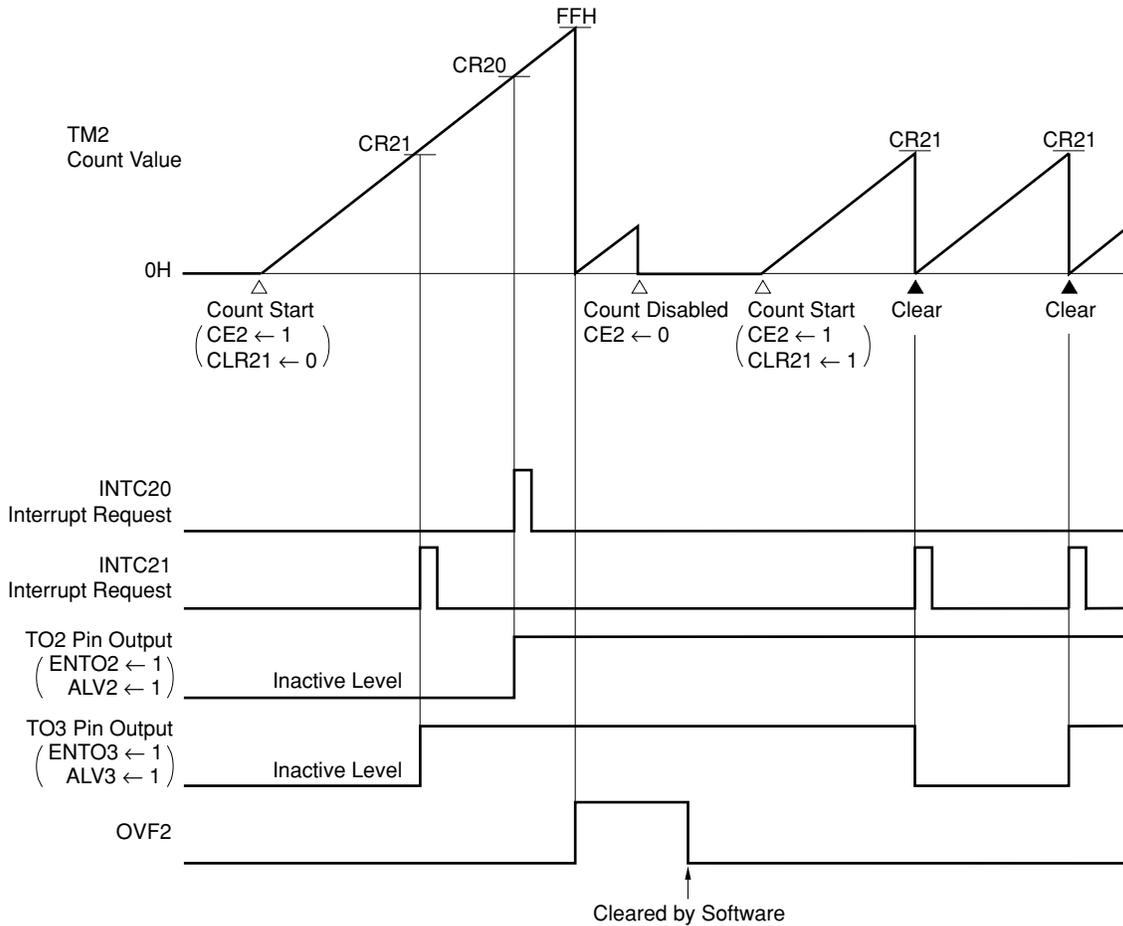 FFH
CR20
TM2
Count Value
CR21
CR21
CR21
0H
Count Start
( CE2 ← 1
CLR21 ← 0 )
Count Disabled
CE2 ← 0
Count Start
( CE2 ← 1
CLR21 ← 1 )
Clear
Clear
INTC20
Interrupt Request
INTC21
Interrupt Request
TO2 Pin Output
( ENTO2 ← 1
ALV2 ← 1 )
Inactive Level
TO3 Pin Output
( ENTO3 ← 1
ALV3 ← 1 )
Inactive Level
OVF2
Cleared by Software